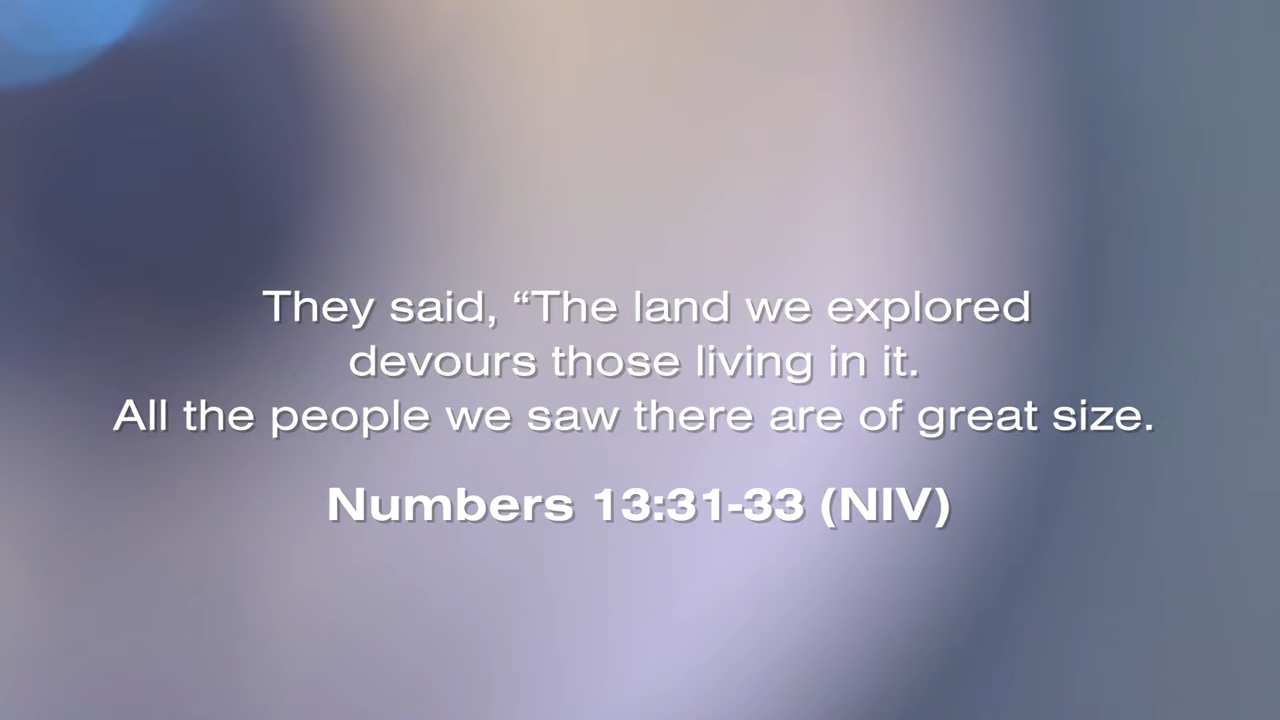 They said, “The land we explored
devours those living in it.
All the people we saw there are of great size.
Numbers 13:31-33 (NIV)